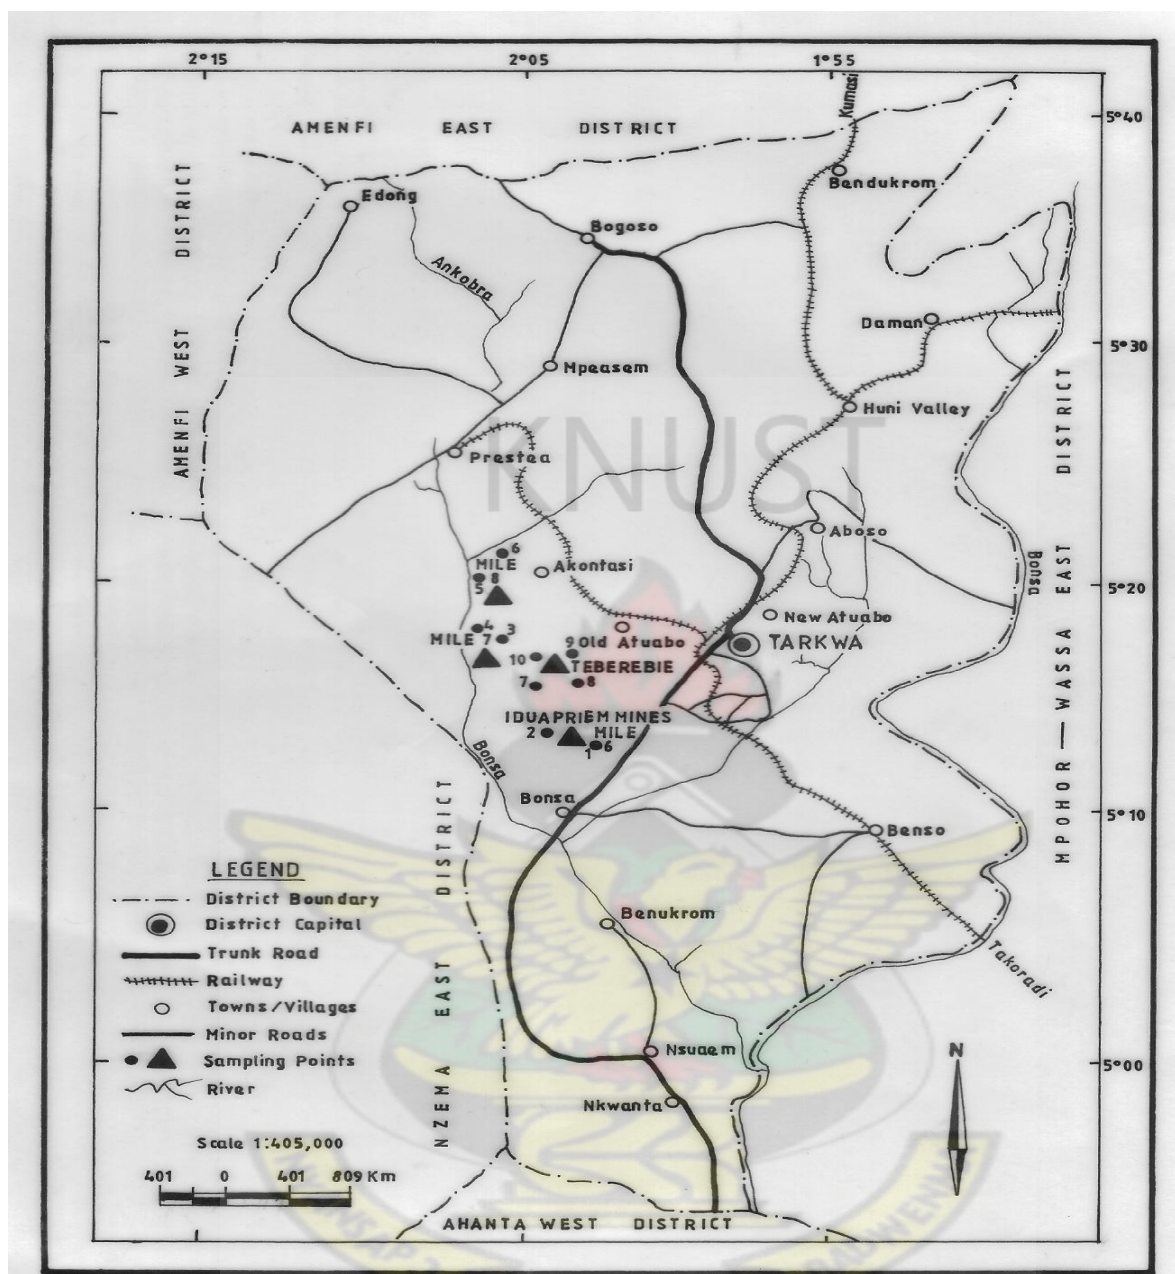 2°15 2°05 1°55
Kumasi
5°40
AMENFI EAST DISTRICT
Bendukrom
AMENFI WEST DISTRICT
Edong
Bogoso
Ankobra
Daman
5°30
Mpeasem
Huni Valley
KNUST
Prestea
MPOHOR — WASSA EAST DISTRICT
Aboso
6
MILE
8
5
Akontasi
Bonsa
5°20
4
MILE 7 3
New Atuabo
9 Old Atuabo
TARKWA
10
TEBEREBIE
7 8
IDUAPRIEM MINES
2 MILE
1 6
Bonsa
Bonsa
5°10
Benso
NZEMA EAST DISTRICT
LEGEND
District Boundary
District Capital
Trunk Road
Railway
Towns/Villages
Minor Roads
Sampling Points
River
Benukrom
Takoradi
Nsuaem
N
5°00
Nkwanta
Scale 1:405,000
401 0 401 809 Km
AHANTA WEST DISTRICT